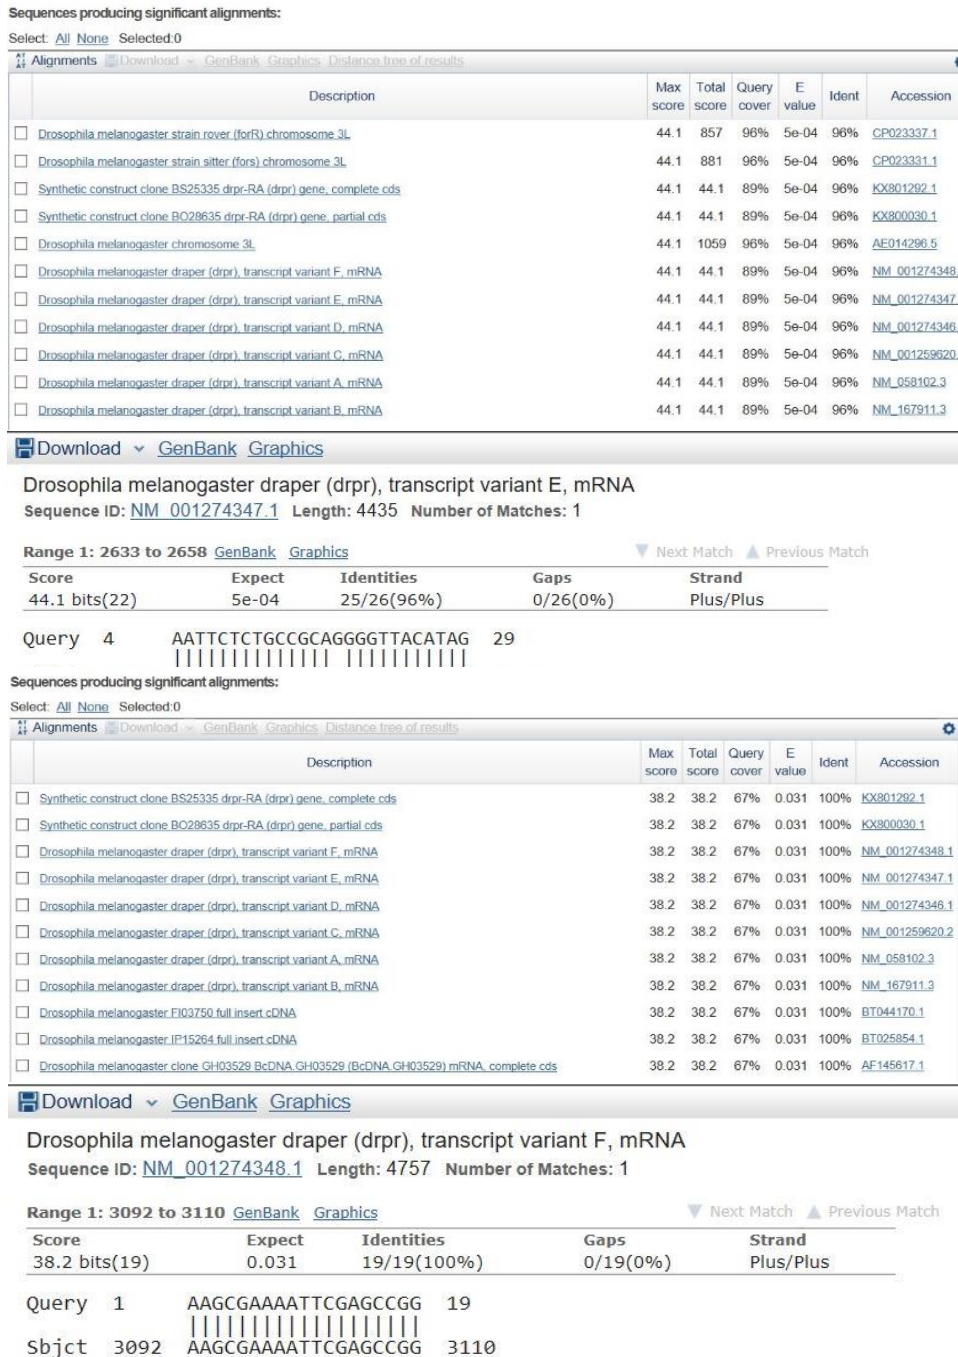 Sequences producing significant alignments:
Select: All None Selected:0
Alignments Download GenBank Graphics Distance tree of results
Description Max score Total score Query cover E value Ident Accession
Drosophila melanogaster strain rover (forR) chromosome 3L 44.1 857 96% 5e-04 96% CP023337.1
Drosophila melanogaster strain sitter (fors) chromosome 3L 44.1 881 96% 5e-04 96% CP023331.1
Synthetic construct clone BS25335 drpr-RA (drpr) gene, complete cds 44.1 44.1 89% 5e-04 96% KX801292.1
Synthetic construct clone BO28635 drpr-RA (drpr) gene, partial cds 44.1 44.1 89% 5e-04 96% KX800030.1
Drosophila melanogaster chromosome 3L 44.1 1059 96% 5e-04 96% AE014296.5
Drosophila melanogaster draper (drpr), transcript variant F, mRNA 44.1 44.1 89% 5e-04 96% NM_001274348.
Drosophila melanogaster draper (drpr), transcript variant E, mRNA 44.1 44.1 89% 5e-04 96% NM_001274347.
Drosophila melanogaster draper (drpr), transcript variant D, mRNA 44.1 44.1 89% 5e-04 96% NM_001274346.
Drosophila melanogaster draper (drpr), transcript variant C, mRNA 44.1 44.1 89% 5e-04 96% NM_001259620.
Drosophila melanogaster draper (drpr), transcript variant A, mRNA 44.1 44.1 89% 5e-04 96% NM_058102.3
Drosophila melanogaster draper (drpr), transcript variant B, mRNA 44.1 44.1 89% 5e-04 96% NM_167911.3
Download GenBank Graphics
Drosophila melanogaster draper (drpr), transcript variant E, mRNA
Sequence ID: NM_001274347.1 Length: 4435 Number of Matches: 1
Range 1: 2633 to 2658 GenBank Graphics Next Match Previous Match
Score Expect Identities Gaps Strand
44.1 bits(22) 5e-04 25/26(96%) 0/26(0%) Plus/Plus
Query 4 AATTCTCTGCCGCAGGGGTTACATAG 29
Sequences producing significant alignments:
Select: All None Selected:0
Alignments Download GenBank Graphics Distance tree of results
Description Max score Total score Query cover E value Ident Accession
Synthetic construct clone BS25335 drpr-RA (drpr) gene, complete cds 38.2 38.2 67% 0.031 100% KX801292.1
Synthetic construct clone BO28635 drpr-RA (drpr) gene, partial cds 38.2 38.2 67% 0.031 100% KX800030.1
Drosophila melanogaster draper (drpr), transcript variant F, mRNA 38.2 38.2 67% 0.031 100% NM_001274348.1
Drosophila melanogaster draper (drpr), transcript variant E, mRNA 38.2 38.2 67% 0.031 100% NM_001274347.1
Drosophila melanogaster draper (drpr), transcript variant D, mRNA 38.2 38.2 67% 0.031 100% NM_001274346.1
Drosophila melanogaster draper (drpr), transcript variant C, mRNA 38.2 38.2 67% 0.031 100% NM_001259620.2
Drosophila melanogaster draper (drpr), transcript variant A, mRNA 38.2 38.2 67% 0.031 100% NM_058102.3
Drosophila melanogaster draper (drpr), transcript variant B, mRNA 38.2 38.2 67% 0.031 100% NM_167911.3
Drosophila melanogaster FI03750 full insert cDNA 38.2 38.2 67% 0.031 100% BT044170.1
Drosophila melanogaster IP15264 full insert cDNA 38.2 38.2 67% 0.031 100% BT025854.1
Drosophila melanogaster clone GH03529 BcDNA.GH03529 (BcDNA.GH03529) mRNA, complete cds 38.2 38.2 67% 0.031 100% AF145617.1
Download GenBank Graphics
Drosophila melanogaster draper (drpr), transcript variant F, mRNA
Sequence ID: NM_001274348.1 Length: 4757 Number of Matches: 1
Range 1: 3092 to 3110 GenBank Graphics Next Match Previous Match
Score Expect Identities Gaps Strand
38.2 bits(19) 0.031 19/19(100%) 0/19(0%) Plus/Plus
Query 1 AAGCGAAAATTCGAGCCGG 19
Sbjct 3092 AAGCGAAAATTCGAGCCGG 3110